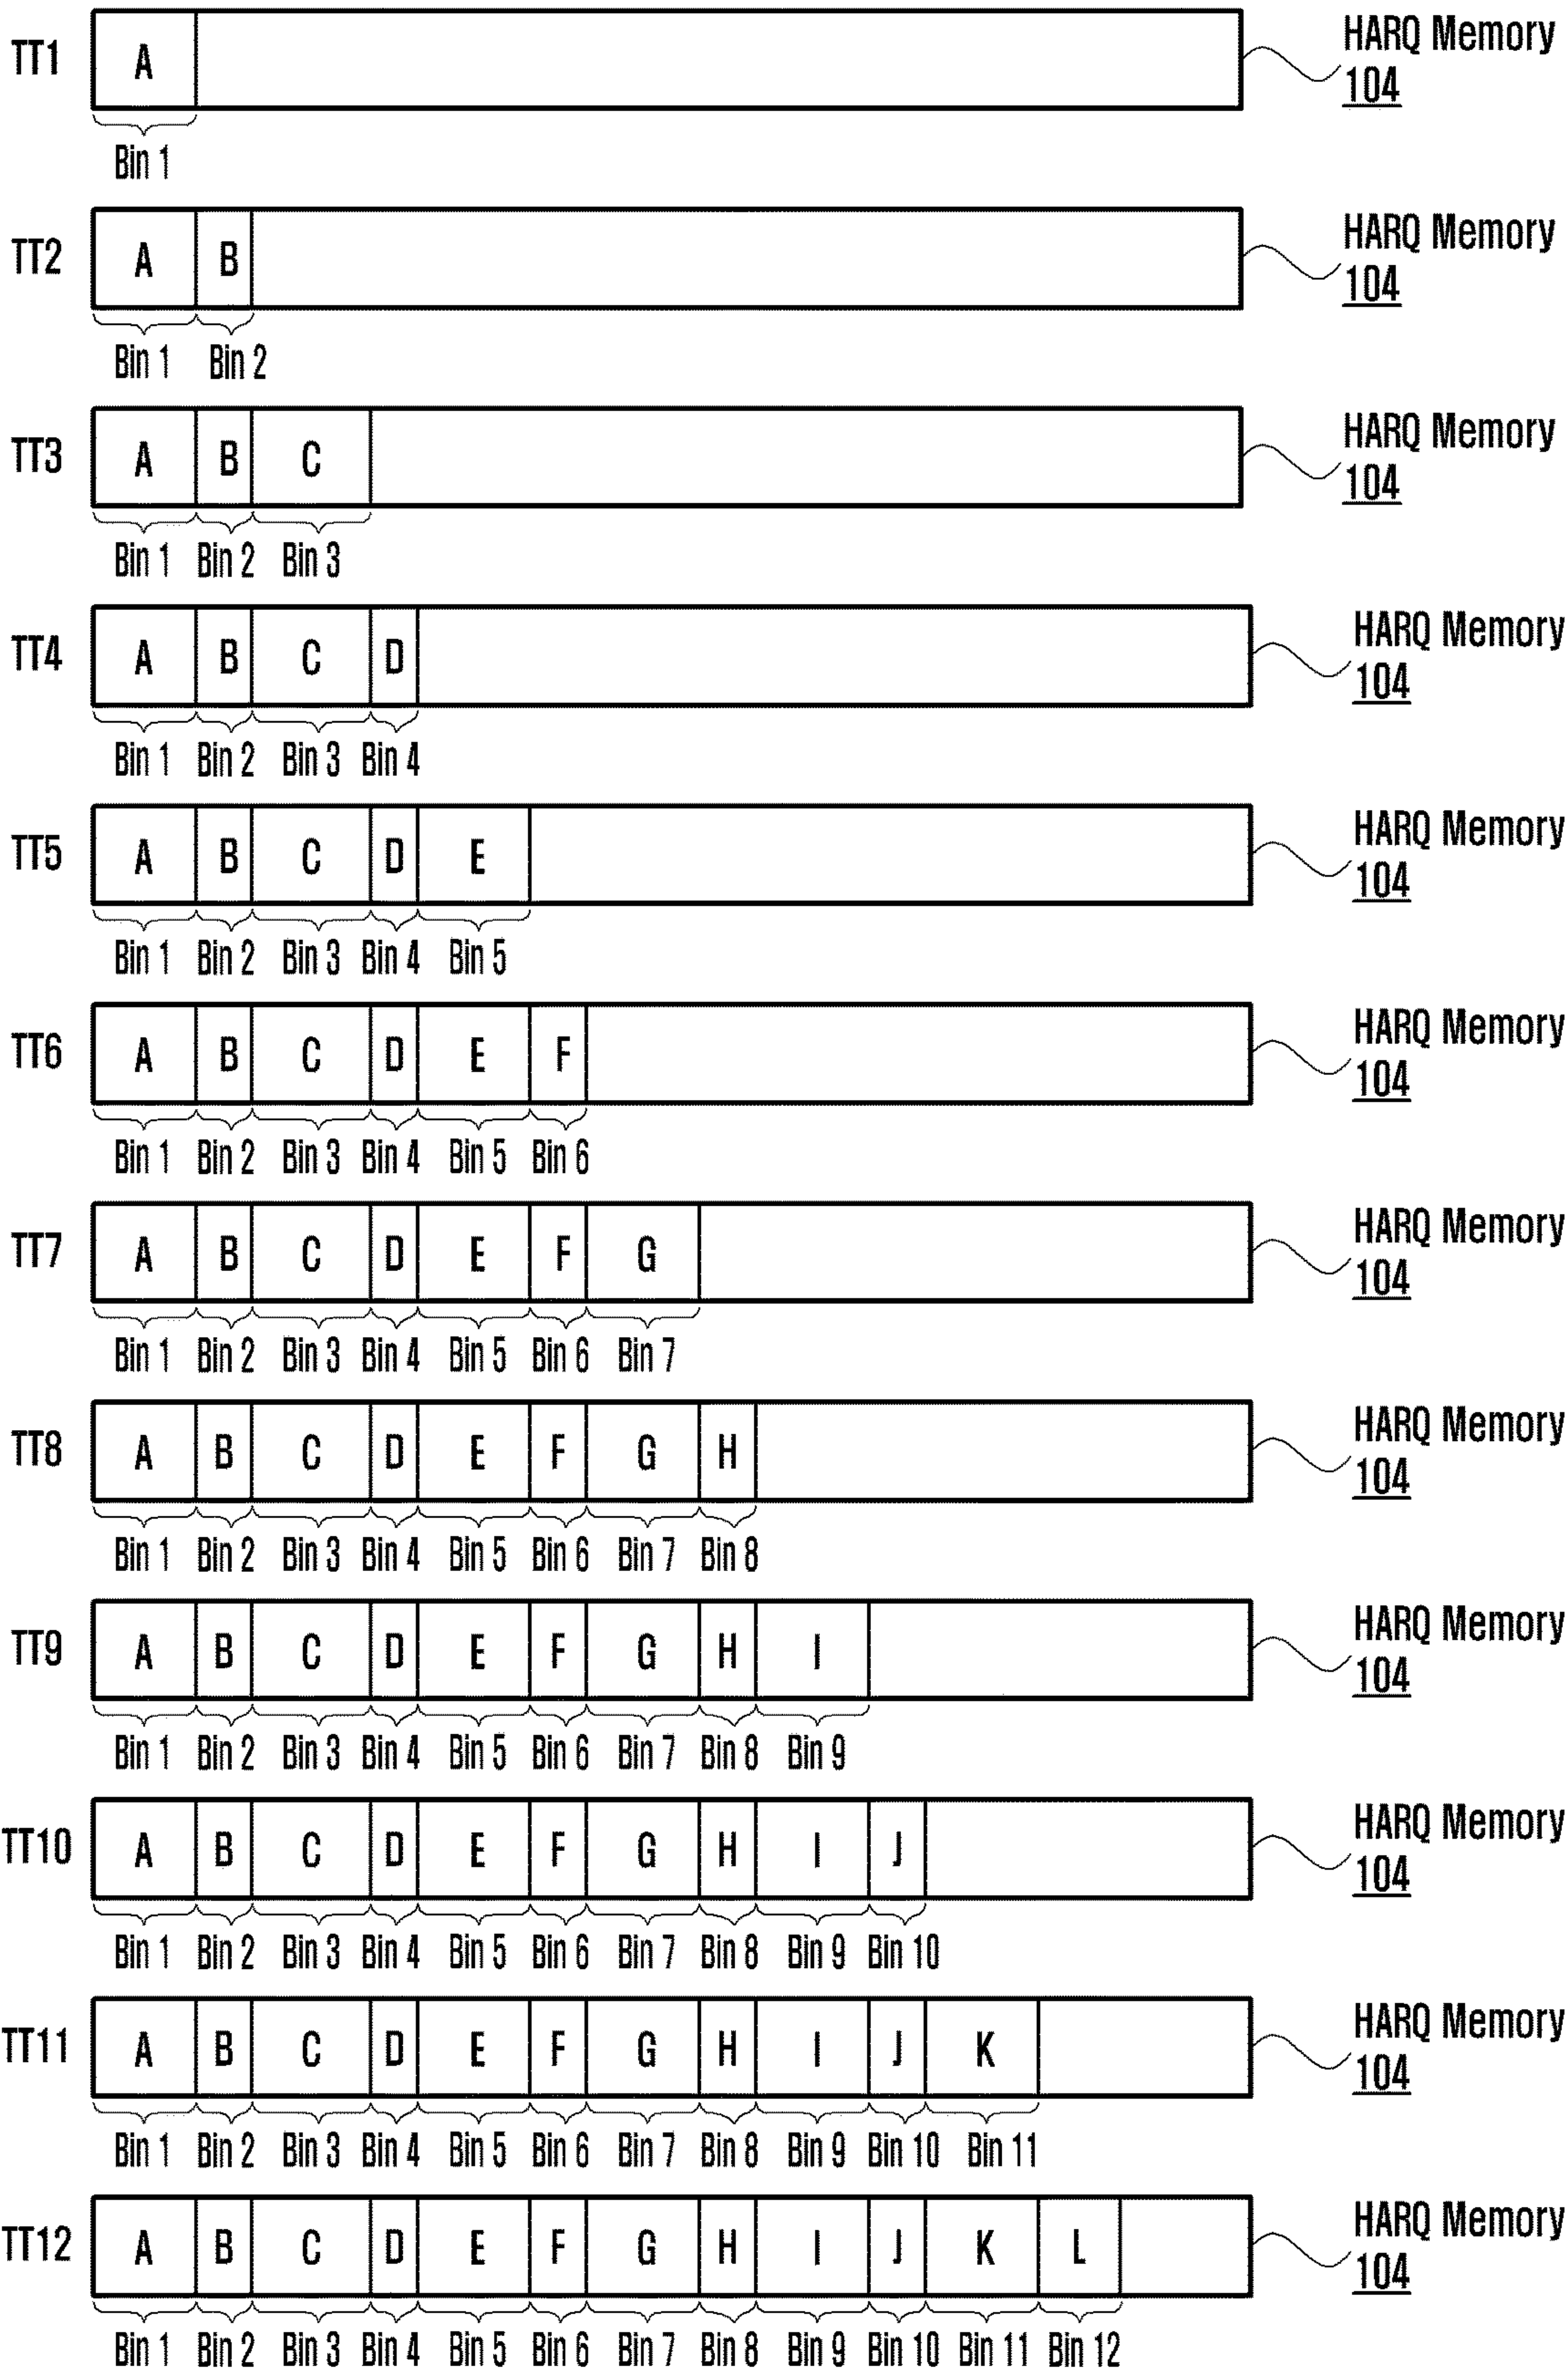 TT1 A HARQ Memory
104
Bin 1
TT2 A B HARQ Memory
104
Bin 1 Bin 2
TT3 A B C HARQ Memory
104
Bin 1 Bin 2 Bin 3
TT4 A B C D HARQ Memory
104
Bin 1 Bin 2 Bin 3 Bin 4
TT5 A B C D E HARQ Memory
104
Bin 1 Bin 2 Bin 3 Bin 4 Bin 5
TT6 A B C D E F HARQ Memory
104
Bin 1 Bin 2 Bin 3 Bin 4 Bin 5 Bin 6
TT7 A B C D E F G HARQ Memory
104
Bin 1 Bin 2 Bin 3 Bin 4 Bin 5 Bin 6 Bin 7
TT8 A B C D E F G H HARQ Memory
104
Bin 1 Bin 2 Bin 3 Bin 4 Bin 5 Bin 6 Bin 7 Bin 8
TT9 A B C D E F G H I HARQ Memory
104
Bin 1 Bin 2 Bin 3 Bin 4 Bin 5 Bin 6 Bin 7 Bin 8 Bin 9
TT10 A B C D E F G H I J HARQ Memory
104
Bin 1 Bin 2 Bin 3 Bin 4 Bin 5 Bin 6 Bin 7 Bin 8 Bin 9 Bin 10
TT11 A B C D E F G H I J K HARQ Memory
104
Bin 1 Bin 2 Bin 3 Bin 4 Bin 5 Bin 6 Bin 7 Bin 8 Bin 9 Bin 10 Bin 11
TT12 A B C D E F G H I J K L HARQ Memory
104
Bin 1 Bin 2 Bin 3 Bin 4 Bin 5 Bin 6 Bin 7 Bin 8 Bin 9 Bin 10 Bin 11 Bin 12